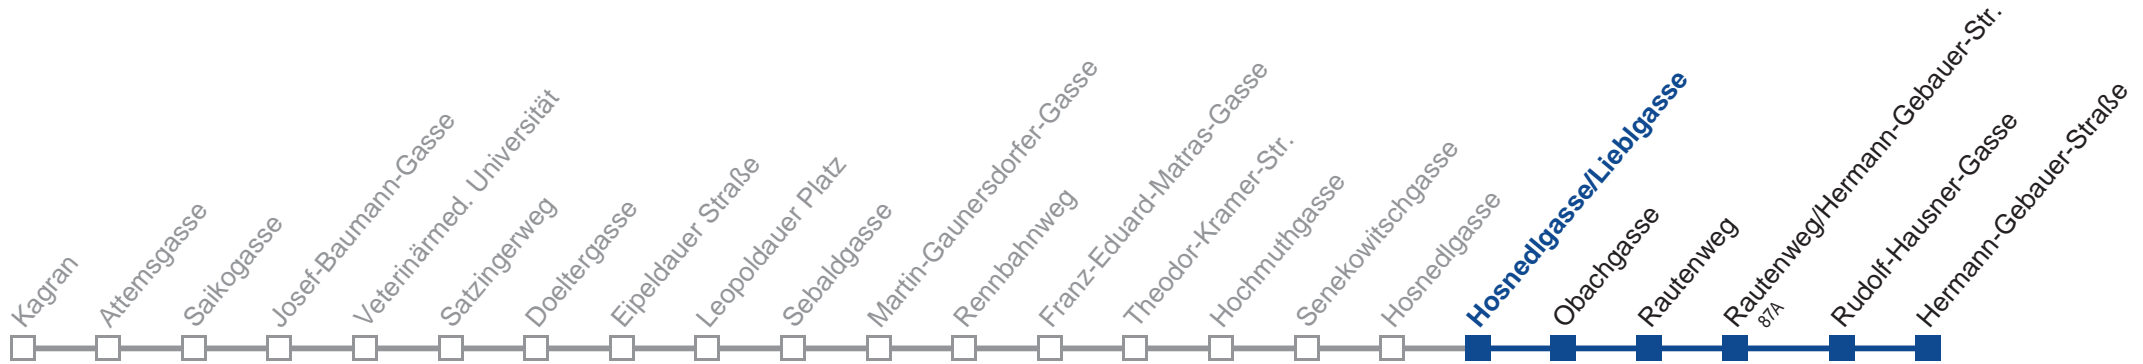 Kagran
Attemsgasse
Saikogasse
Josef-Baumann-Gasse
Veterinärmed. Universität
Satzingerweg
Doeltergasse
Eipeldauer Straße
Leopoldauer Platz
Sebaldgasse
Martin-Gaunersdorfer-Gasse
Rennbahnweg
Franz-Eduard-Matras-Gasse
Theodor-Kramer-Str.
Hochmuthgasse
Senekowitschgasse
Hosnedlgasse
Hosnedlgasse/Lieblgasse
Obachgasse
Rautenweg
Rautenweg/Hermann-Gebauer-Str.
87A
Rudolf-Hausner-Gasse
Hermann-Gebauer-Straße